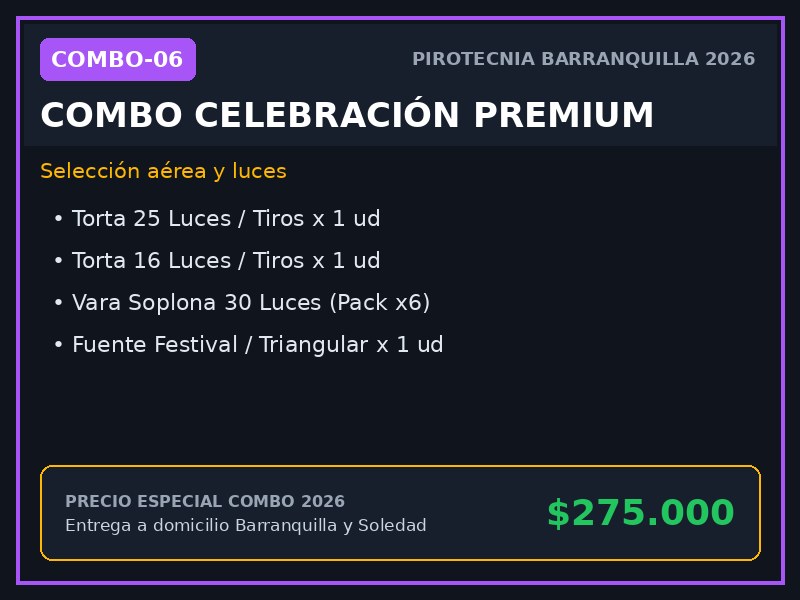 COMBO-06
PIROTECNIA BARRANQUILLA 2026
COMBO CELEBRACIÓN PREMIUM
Selección aérea y luces
• Torta 25 Luces / Tiros x 1 ud
• Torta 16 Luces / Tiros x 1 ud
• Vara Soplona 30 Luces (Pack x6)
• Fuente Festival / Triangular x 1 ud
PRECIO ESPECIAL COMBO 2026
Entrega a domicilio Barranquilla y Soledad
$275.000